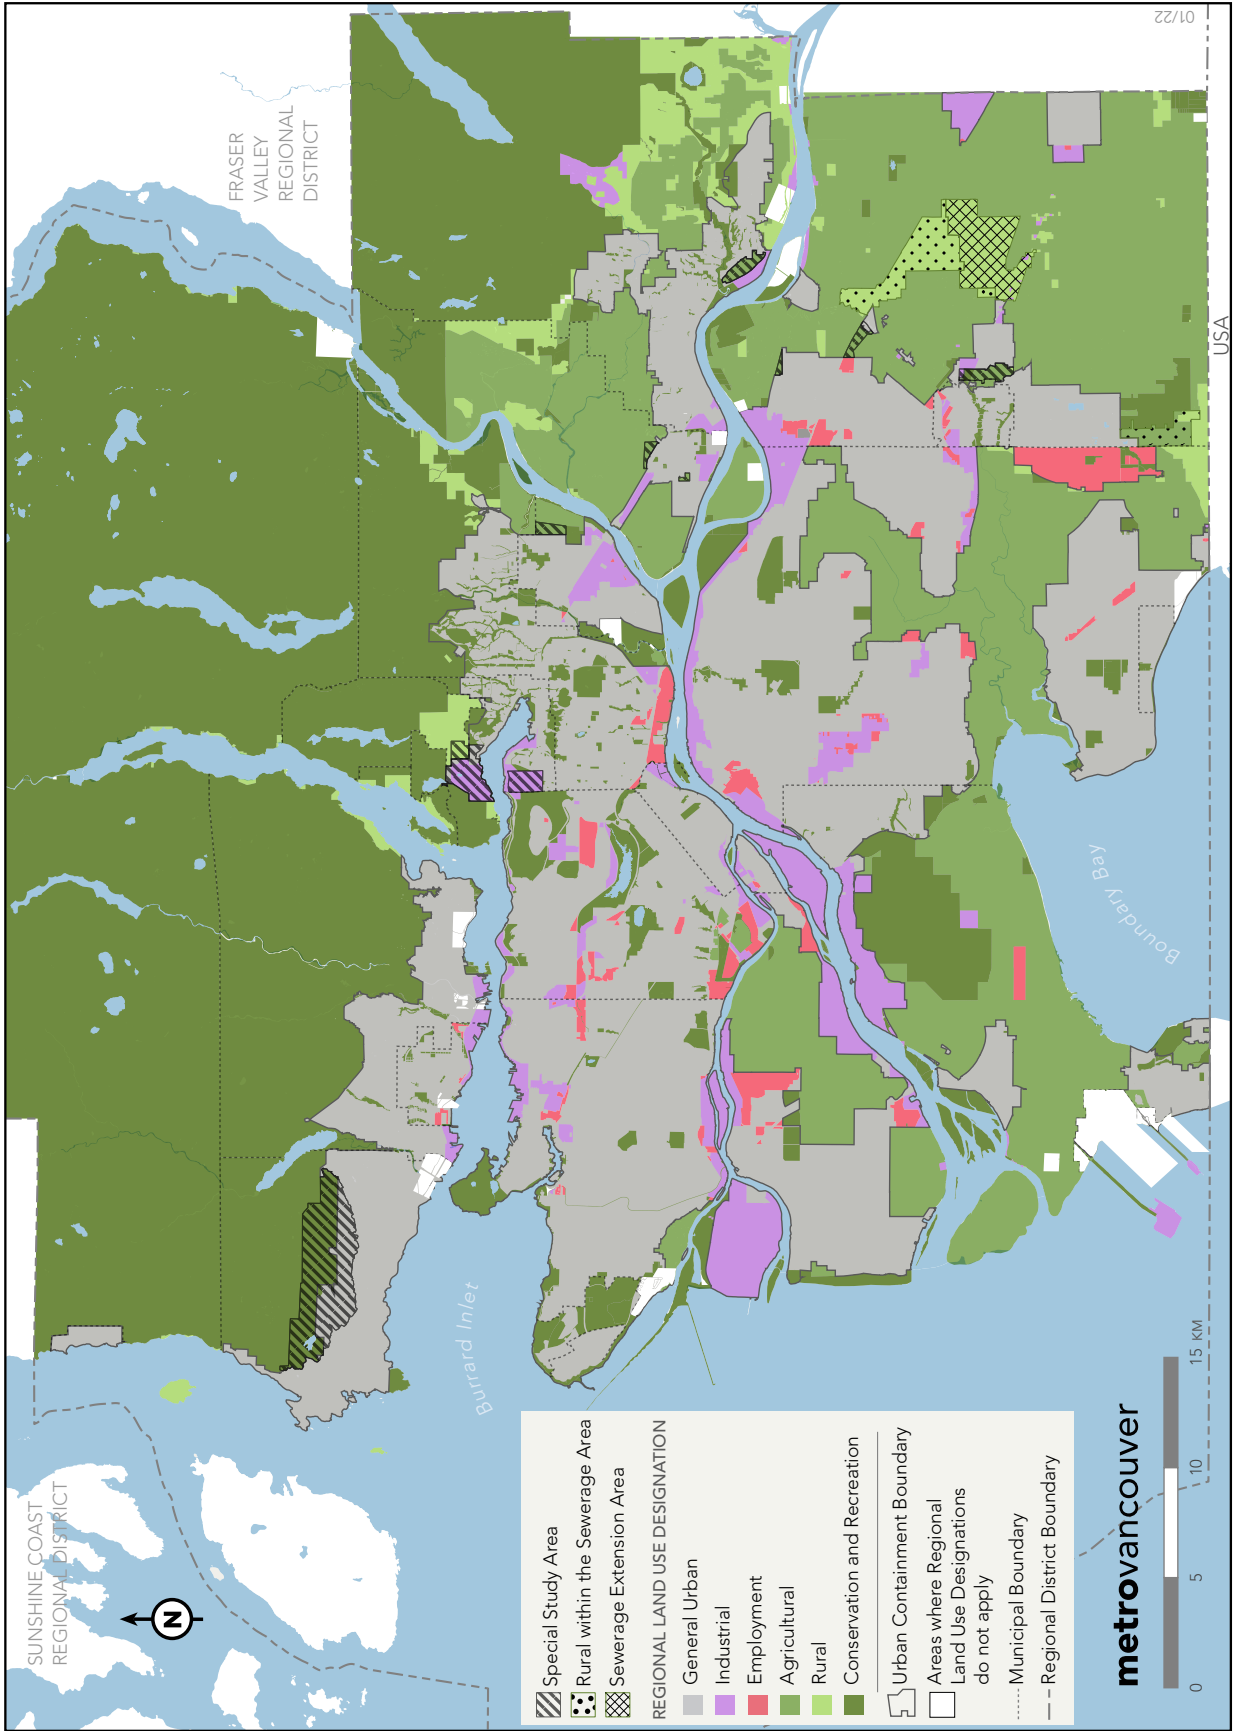 SUNSHINE COAST
REGIONAL DISTRICT
N
FRASER
VALLEY
REGIONAL
DISTRICT
Burrard Inlet
Boundary Bay
USA
01/22
Special Study Area
Rural within the Sewerage Area
Sewerage Extension Area
REGIONAL LAND USE DESIGNATION
General Urban
Industrial
Employment
Agricultural
Rural
Conservation and Recreation
Urban Containment Boundary
Areas where Regional
Land Use Designations
do not apply
Municipal Boundary
Regional District Boundary
metrovancouver
0 5 10 15 KM